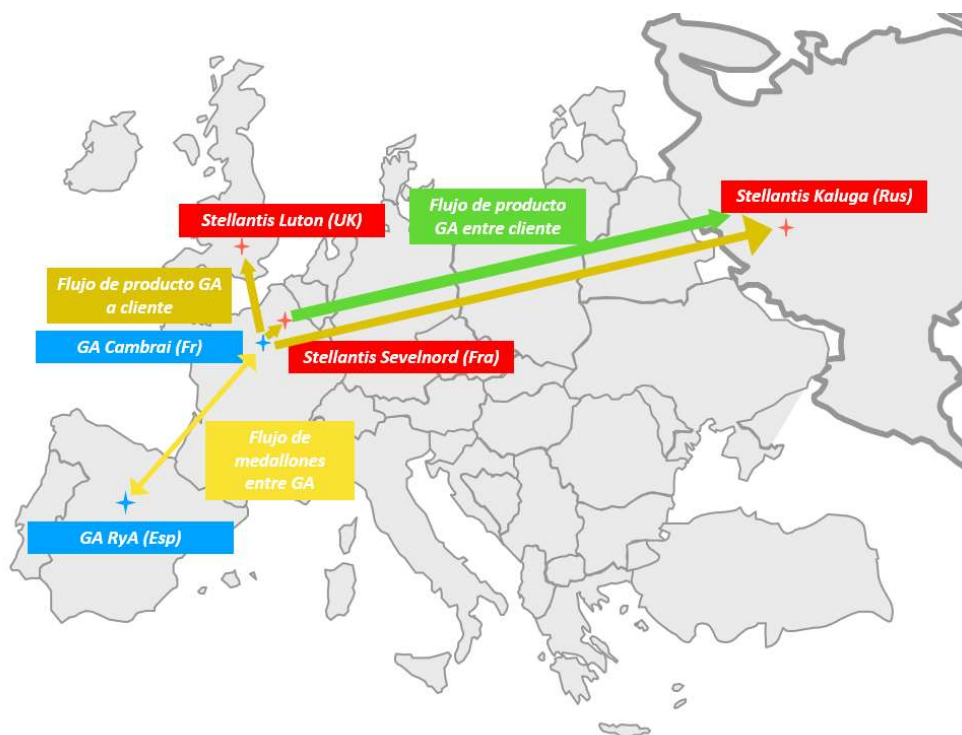 Flujo de producto
GA entre cliente
Stellantis Kaluga (Rus)
Stellantis Luton (UK)
Flujo de producto GA
a cliente
GA Cambrai (Fr)
Stellantis Sevelnord (Fra)
Flujo de
medallones
entre GA
GA RyA (Esp)